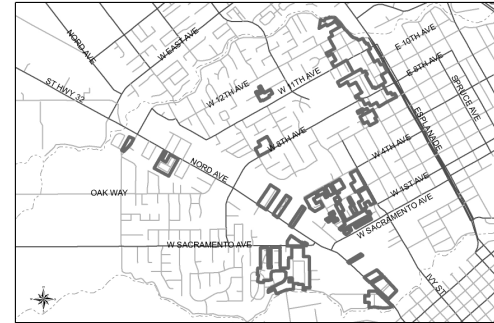 NORD AVE
W EAST AVE
E 10TH AVE
E 8TH AVE
ST HWY 32
W 12TH AVE
W 11TH AVE
SPRUCE AVE
ESPLANADE
W 8TH AVE
W 4TH AVE
NORD AVE
W 1ST AVE
OAK WAY
W SACRAMENTO AVE
W SACRAMENTO AVE
IVY ST